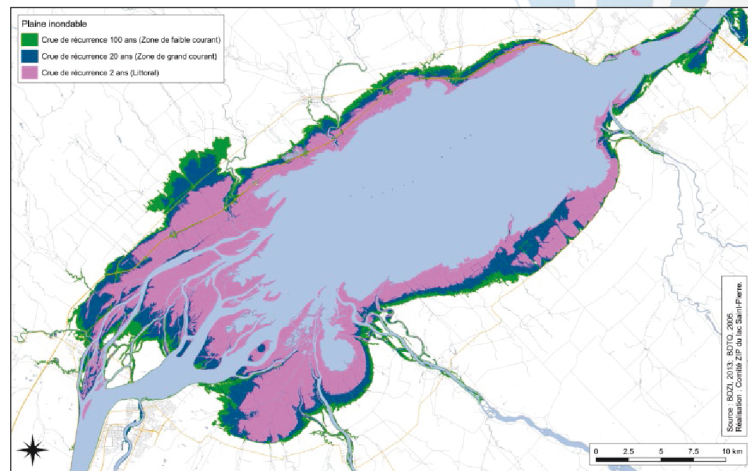 Plaine inondable
Crue de récurrence 100 ans (Zone de faible courant)
Crue de récurrence 20 ans (Zone de grand courant)
Crue de récurrence 2 ans (Littoral)
Source : BDZI, 2013; BDTQ, 2005.
Réalisation : Comité ZIP du lac Saint-Pierre.
0 2.5 5 7.5 10 km